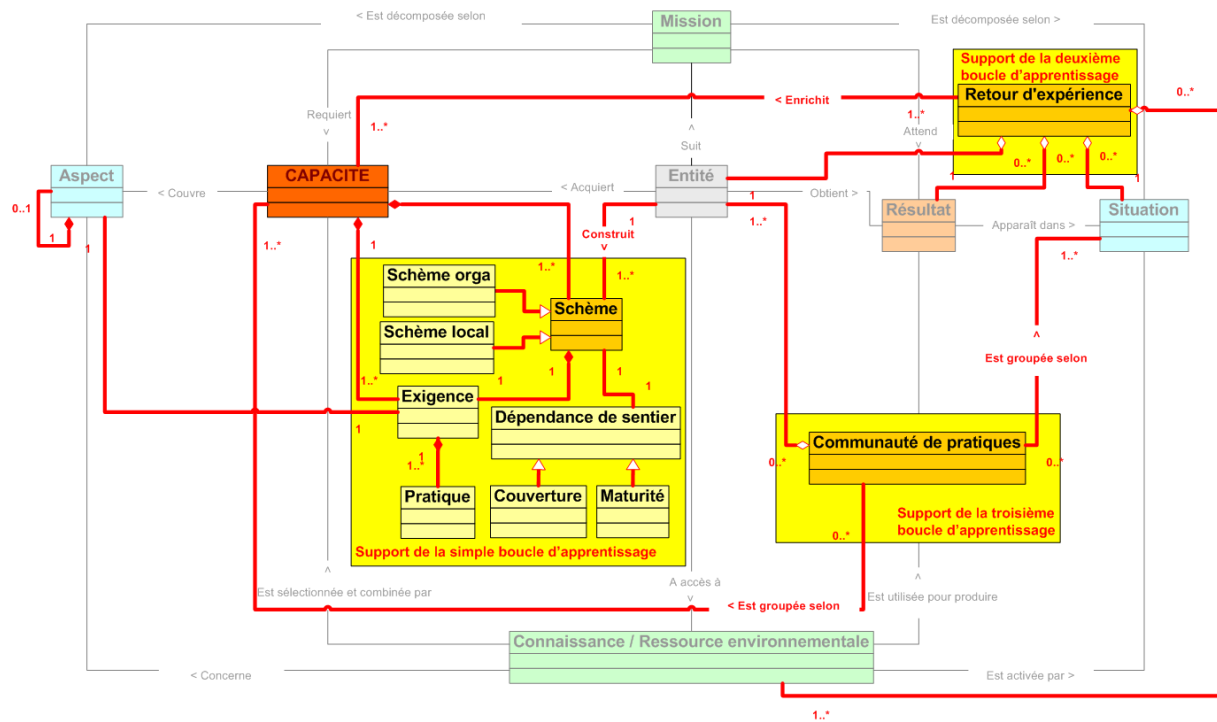 < Est décomposée selon
Mission
Est décomposée selon >
Support de la deuxième
boucle d'apprentissage
Retour d'expérience
< Enrichit
0..*
1..*
1..*
Requiert
v
Attend
v
^
Suit
0..*
0..*
0..*
Aspect
< Couvre
CAPACITE
< Acquiert
Entité
Obtient >
1
1
Résultat
Apparaît dans >
Situation
0..1
1
1
1..*
1
1
1
1..*
Construit
v
1..*
1..*
1..*
Schème orga
Schème
Schème local
^
Est groupée selon
1..*
1
1
1
1
Exigence
Dépendance de sentier
Communauté de pratiques
1
1
1..*
0..*
0..*
Pratique
Couverture
Maturité
Support de la troisième
boucle d'apprentissage
0..*
Support de la simple boucle d'apprentissage
^
Est sélectionnée et combinée par
A accès à
v
^
Est utilisée pour produire
< Est groupée selon
Connaissance / Ressource environnementale
< Concerne
Est activée par >
1..*